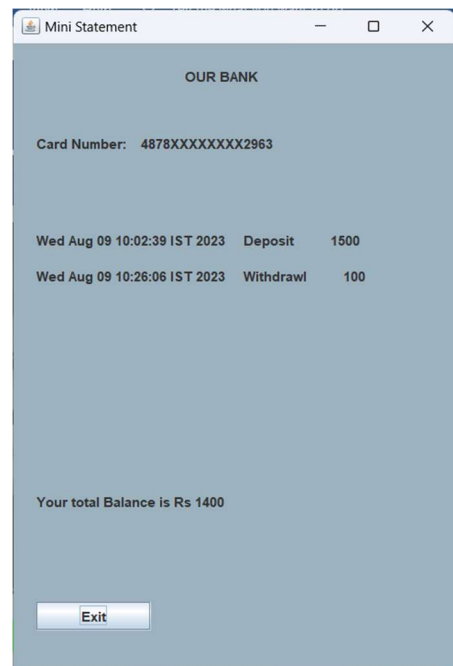 Mini Statement
OUR BANK
Card Number: 4878XXXXXXXX2963
Wed Aug 09 10:02:39 IST 2023 Deposit 1500
Wed Aug 09 10:26:06 IST 2023 Withdrawl 100
Your total Balance is Rs 1400
Exit